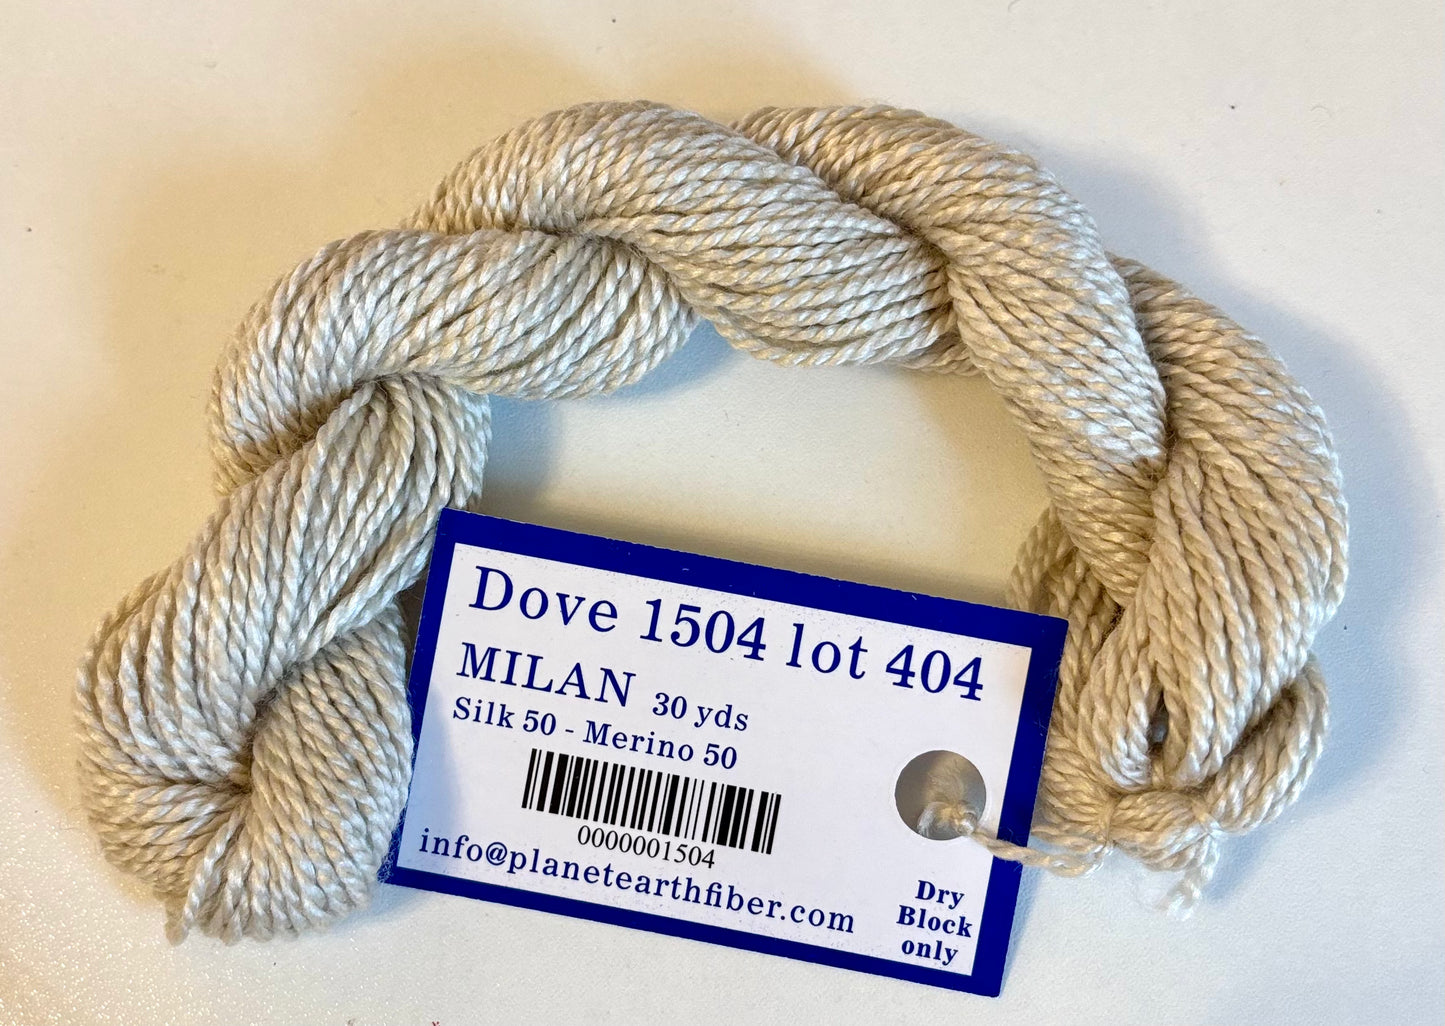 Dove 1504 lot 404
MILAN 30 yds
Silk 50 - Merino 50
0000001504
info@planetearthfiber.com
Dry
Block
only